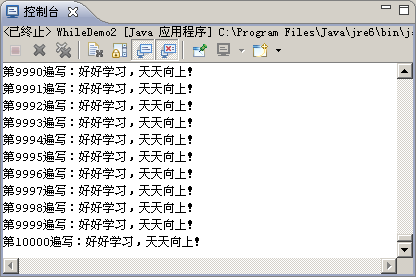 控制台
<已终止> WhileDemo2 [Java 应用程序] C:\Program Files\Java\jre6\bin\j
第9990遍写：好好学习，天天向上！
第9991遍写：好好学习，天天向上！
第9992遍写：好好学习，天天向上！
第9993遍写：好好学习，天天向上！
第9994遍写：好好学习，天天向上！
第9995遍写：好好学习，天天向上！
第9996遍写：好好学习，天天向上！
第9997遍写：好好学习，天天向上！
第9998遍写：好好学习，天天向上！
第9999遍写：好好学习，天天向上！
第10000遍写：好好学习，天天向上！